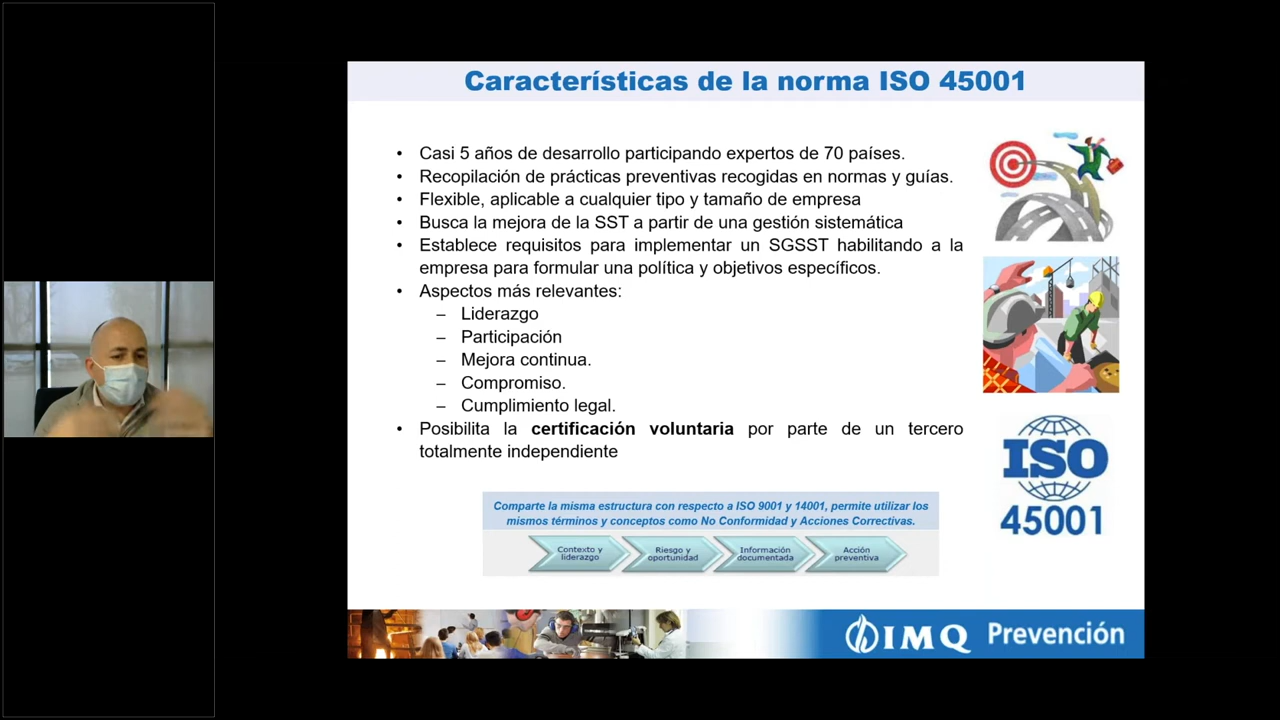 Características de la norma ISO 45001
• Casi 5 años de desarrollo participando expertos de 70 países.
• Recopilación de prácticas preventivas recogidas en normas y guías.
• Flexible, aplicable a cualquier tipo y tamaño de empresa
• Busca la mejora de la SST a partir de una gestión sistemática
• Establece requisitos para implementar un SGSST habilitando a la
empresa para formular una política y objetivos específicos.
• Aspectos más relevantes:
– Liderazgo
– Participación
– Mejora continua.
– Compromiso.
– Cumplimiento legal.
• Posibilita la certificación voluntaria por parte de un tercero
totalmente independiente
ISO
45001
Comparte la misma estructura con respecto a ISO 9001 y 14001, permite utilizar los
mismos términos y conceptos como No Conformidad y Acciones Correctivas.
Contexto y
liderazgo
Riesgo y
oportunidad
Información
documentada
Acción
preventiva
IMQ Prevención